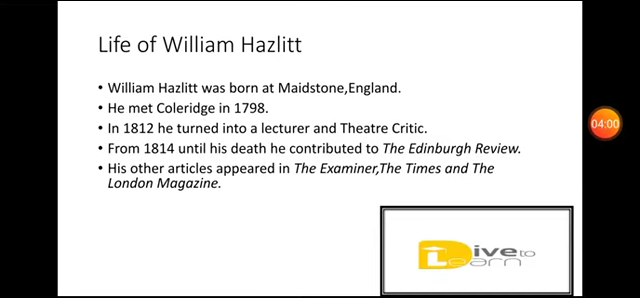 Life of William Hazlitt
• William Hazlitt was born at Maidstone,England.
• He met Coleridge in 1798.
• In 1812 he turned into a lecturer and Theatre Critic.
• From 1814 until his death he contributed to The Edinburgh Review.
• His other articles appeared in The Examiner,The Times and The
London Magazine.
04:00
Dive to
Learn